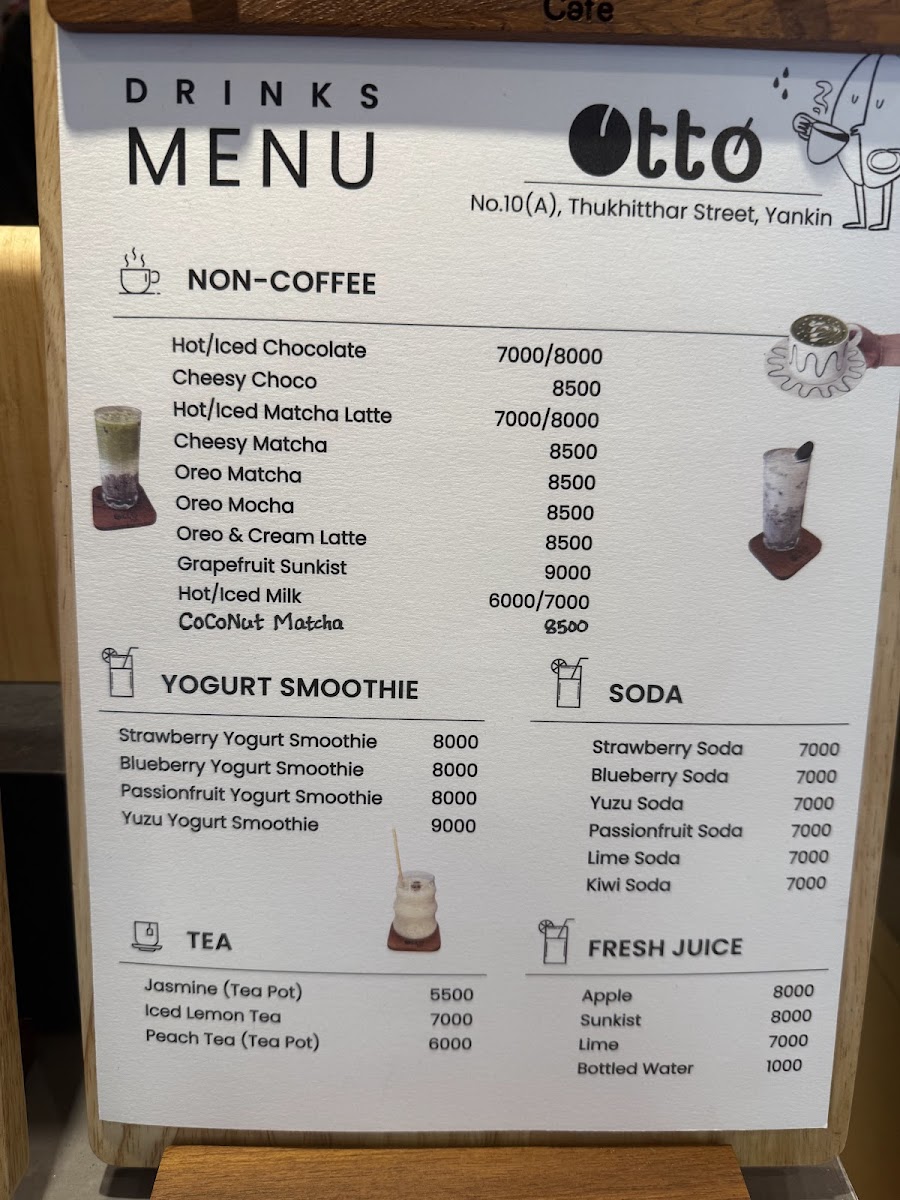 Cafe
DRINKS
MENU
Otto
No.10(A), Thukhitthar Street, Yankin
NON-COFFEE
Hot/Iced Chocolate 7000/8000
Cheesy Choco 8500
Hot/Iced Matcha Latte 7000/8000
Cheesy Matcha 8500
Oreo Matcha 8500
Oreo Mocha 8500
Oreo & Cream Latte 8500
Grapefruit Sunkist 9000
Hot/Iced Milk 6000/7000
CoCoNut Matcha 8500
YOGURT SMOOTHIE
Strawberry Yogurt Smoothie 8000
Blueberry Yogurt Smoothie 8000
Passionfruit Yogurt Smoothie 8000
Yuzu Yogurt Smoothie 9000
SODA
Strawberry Soda 7000
Blueberry Soda 7000
Yuzu Soda 7000
Passionfruit Soda 7000
Lime Soda 7000
Kiwi Soda 7000
TEA
Jasmine (Tea Pot) 5500
Iced Lemon Tea 7000
Peach Tea (Tea Pot) 6000
FRESH JUICE
Apple 8000
Sunkist 8000
Lime 7000
Bottled Water 1000